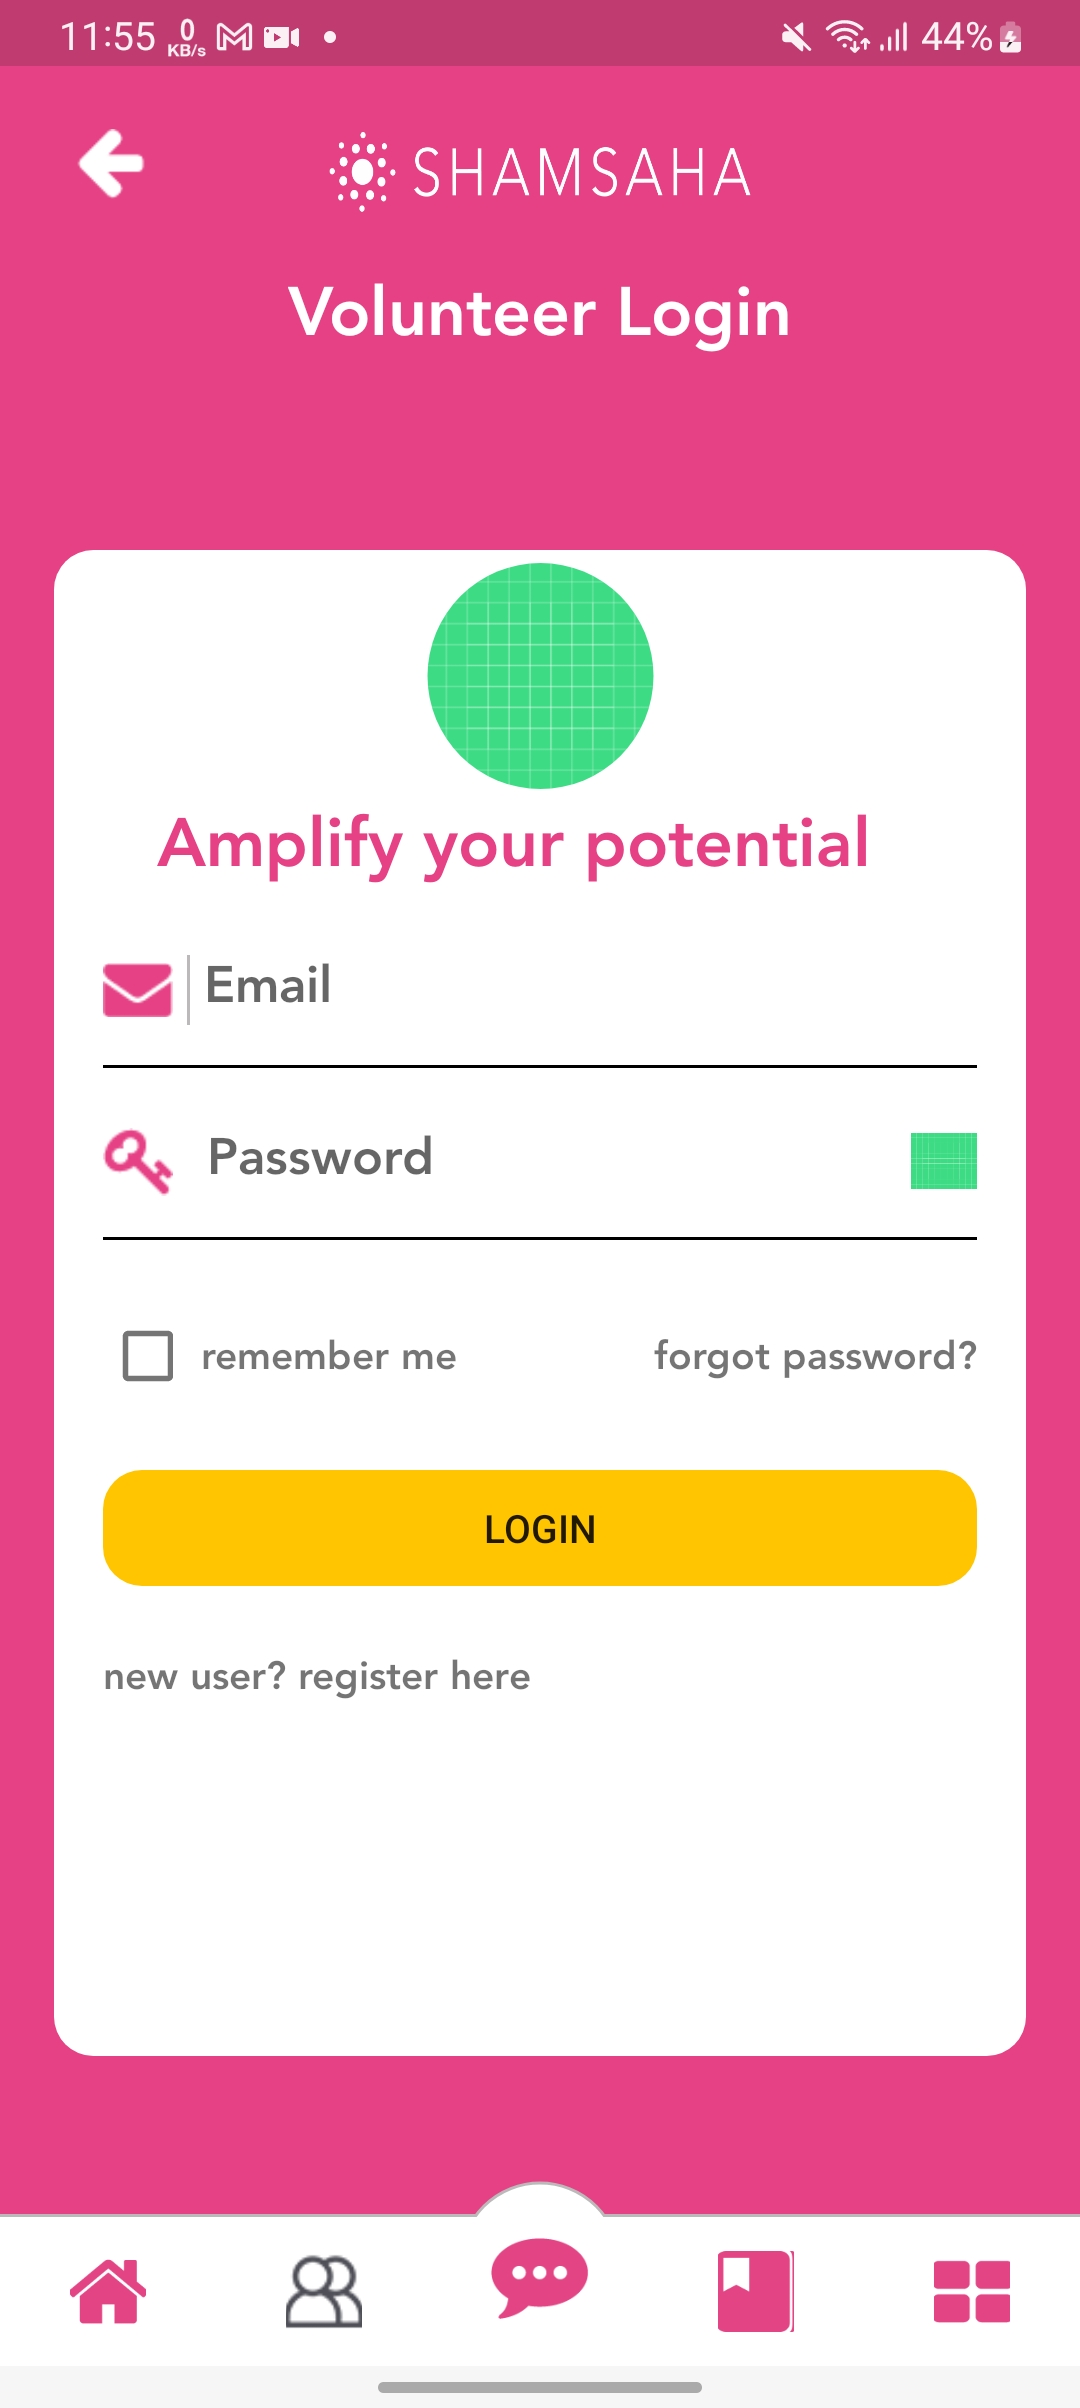 11:55 0 KB/s 44%
SHAMSAHA
Volunteer Login
Amplify your potential
Email
Password
remember me forgot password?
LOGIN
new user? register here